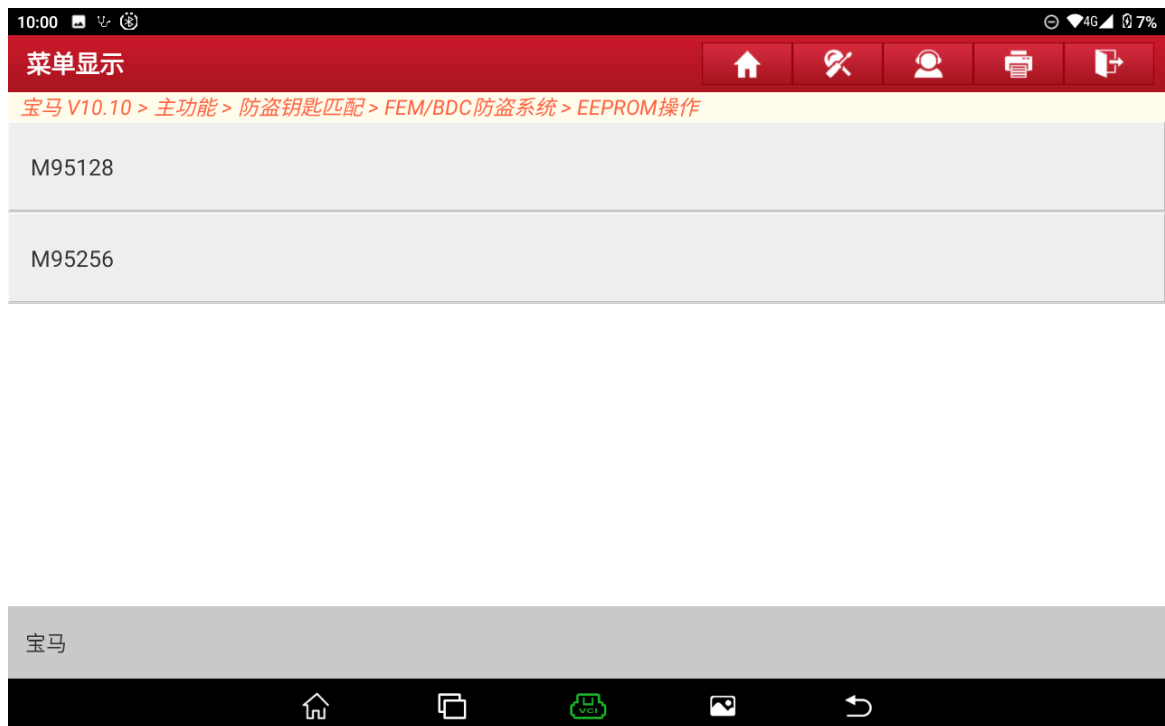 10:00 4G 7%
菜单显示
宝马 V10.10 > 主功能 > 防盗钥匙匹配 > FEM/BDC防盗系统 > EEPROM操作
M95128
M95256
宝马
VCI